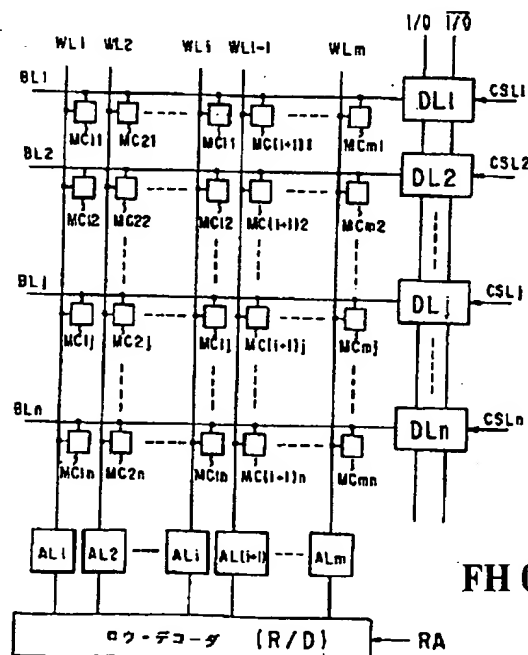 I/O I/O
WL1 WL2 WLi WLi-1 WLm
BL1 DL1 CSL1
MC11 MC21 MCi1 MC(i+1)1 MCm1
BL2 DL2 CSL2
MC12 MC22 MCi2 MC(i+1)2 MCm2
BLj DLj CSLj
MC1j MC2j MCij MC(i+1)j MCmj
BLn DLn CSLn
MC1n MC2n MCin MC(i+1)n MCmn
AL1 AL2 ALi AL(i+1) ALm
FH
ロウ・デコーダ (R/D) RA